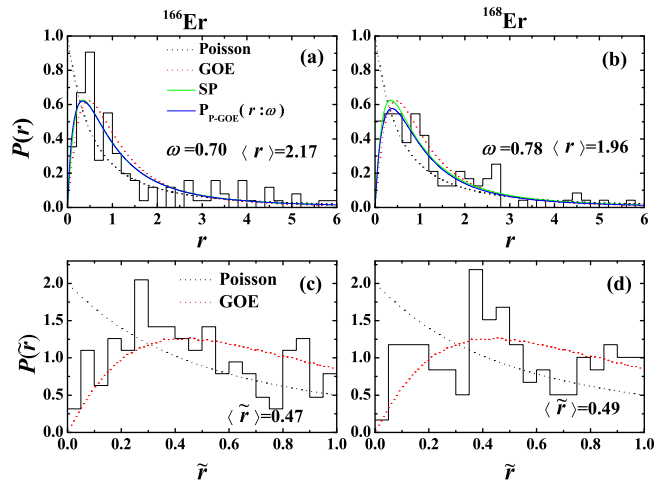 ¹⁶⁶Er ¹⁶⁸Er
1.0 (a) (b)
Poisson
GOE
SP
P_P-GOE(r:ω)
0.8
0.6
0.4
0.2
0.0
P(r)
ω=0.70 ⟨ r ⟩=2.17
ω=0.78 ⟨ r ⟩=1.96
0 1 2 3 4 5 6
r
0 1 2 3 4 5 6
r
Poisson (c)
GOE
Poisson (d)
GOE
2.0
1.5
1.0
0.5
0.0
P(r̃)
⟨ r̃ ⟩=0.47
⟨ r̃ ⟩=0.49
0.0 0.2 0.4 0.6 0.8 1.0
r̃
0.0 0.2 0.4 0.6 0.8 1.0
r̃